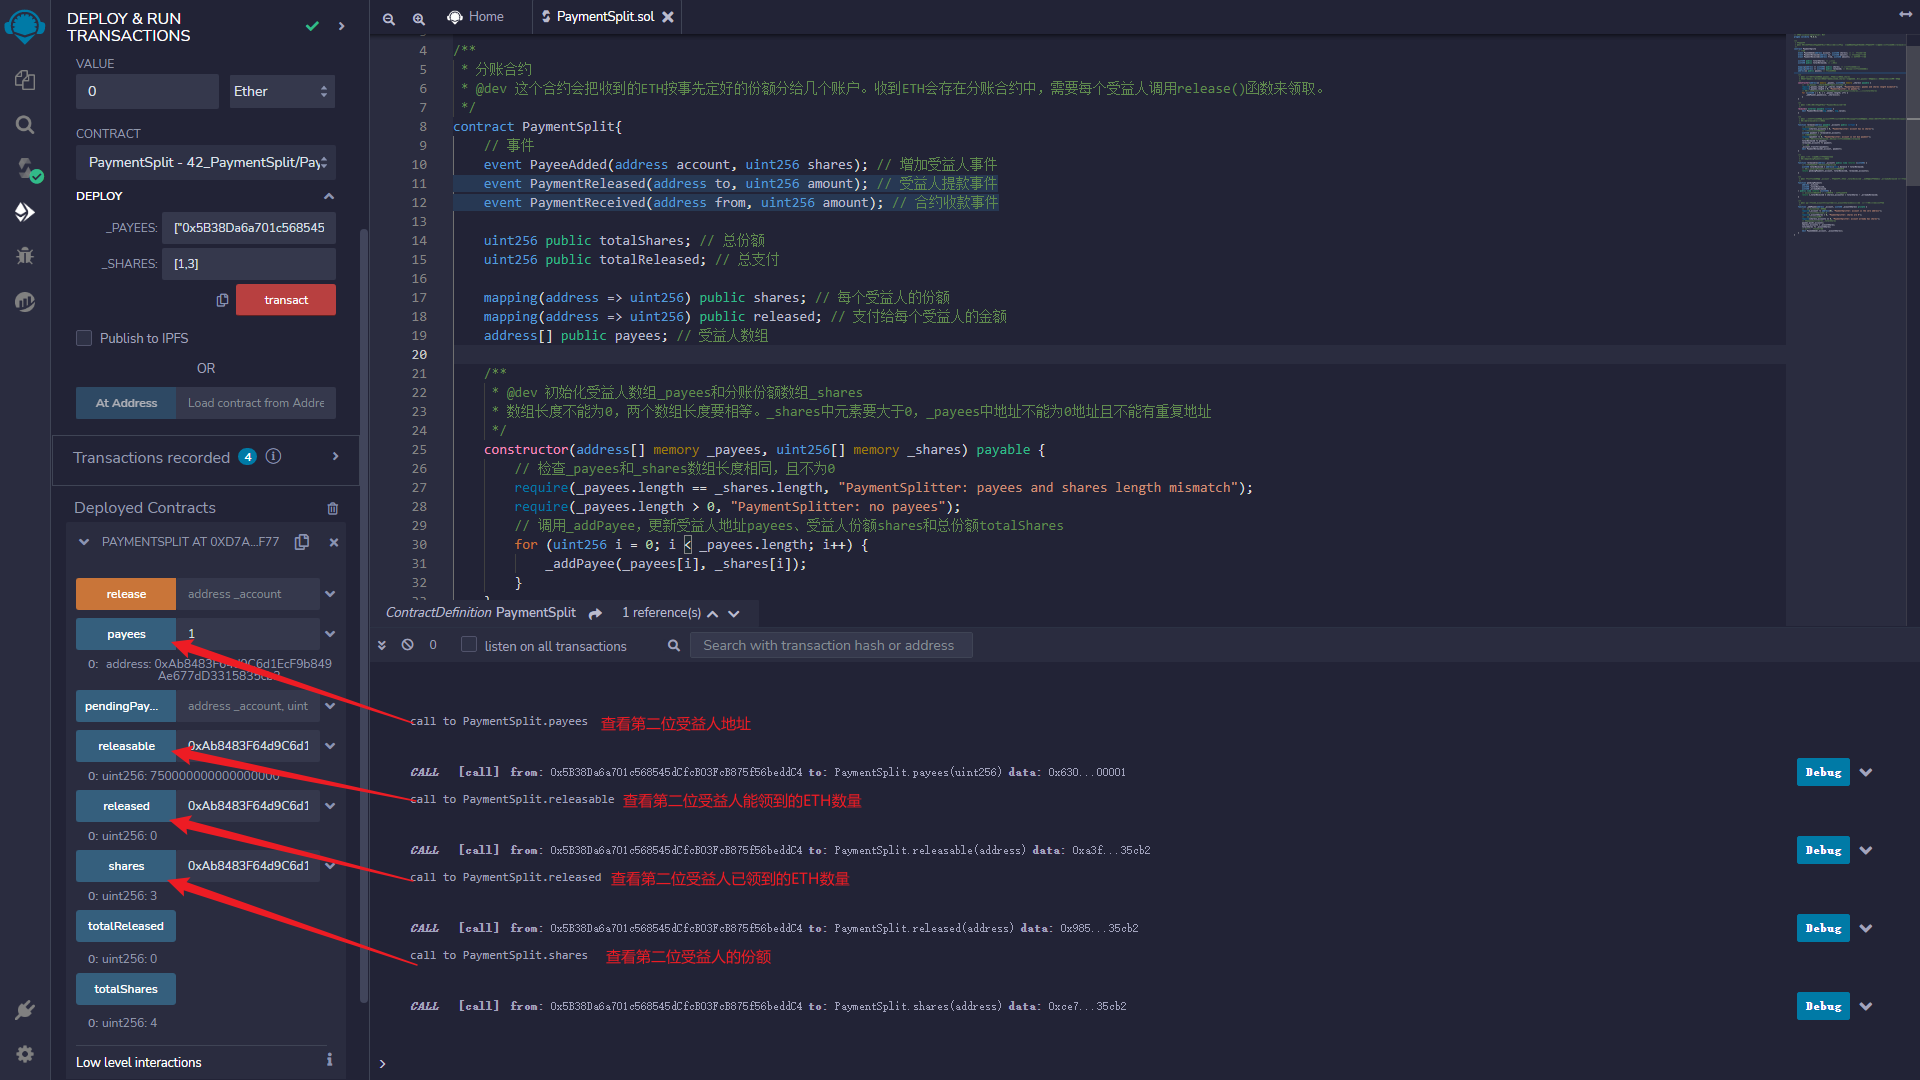 DEPLOY & RUN
TRANSACTIONS
VALUE
0
Ether
CONTRACT
PaymentSplit - 42_PaymentSplit/Pay
DEPLOY
_PAYEES:
["0x5B38Da6a701c568545
_SHARES:
[1,3]
transact
Publish to IPFS
OR
At Address
Load contract from Addre
Transactions recorded 4
Deployed Contracts
PAYMENTSPLIT AT 0XD7A...F77
release
address _account
payees
1
0: address: 0xAb8483F64d9C6d1EcF9b849
Ae677dD3315835cb2
pendingPay...
address _account, uint
releasable
0xAb8483F64d9C6d1
0: uint256: 750000000000000000
released
0xAb8483F64d9C6d1
0: uint256: 0
shares
0xAb8483F64d9C6d1
0: uint256: 3
totalReleased
0: uint256: 0
totalShares
0: uint256: 4
Low level interactions
Home
PaymentSplit.sol
4 /**
5 * 分账合约
6 * @dev 这个合约会把收到的ETH按事先定好的份额分给几个账户。收到ETH会存在分账合约中，需要每个受益人调用release()函数来领取。
7 */
8 contract PaymentSplit{
9 // 事件
10 event PayeeAdded(address account, uint256 shares); // 增加受益人事件
11 event PaymentReleased(address to, uint256 amount); // 受益人提款事件
12 event PaymentReceived(address from, uint256 amount); // 合约收款事件
13
14 uint256 public totalShares; // 总份额
15 uint256 public totalReleased; // 总支付
16
17 mapping(address => uint256) public shares; // 每个受益人的份额
18 mapping(address => uint256) public released; // 支付给每个受益人的金额
19 address[] public payees; // 受益人数组
20
21 /**
22 * @dev 初始化受益人数组_payees和分账份额数组_shares
23 * 数组长度不能为0，两个数组长度要相等。_shares中元素要大于0，_payees中地址不能为0地址且不能有重复地址
24 */
25 constructor(address[] memory _payees, uint256[] memory _shares) payable {
26 // 检查_payees和_shares数组长度相同，且不为0
27 require(_payees.length == _shares.length, "PaymentSplitter: payees and shares length mismatch");
28 require(_payees.length > 0, "PaymentSplitter: no payees");
29 // 调用_addPayee，更新受益人地址payees、受益人份额shares和总份额totalShares
30 for (uint256 i = 0; i < _payees.length; i++) {
31 _addPayee(_payees[i], _shares[i]);
32 }
ContractDefinition PaymentSplit
1 reference(s)
0
listen on all transactions
Search with transaction hash or address
call to PaymentSplit.payees 查看第二位受益人地址
CALL [call] from: 0x5B38Da6a701c568545dCfcB03FcB875f56beddC4 to: PaymentSplit.payees(uint256) data: 0x630...00001
Debug
call to PaymentSplit.releasable 查看第二位受益人能领到的ETH数量
CALL [call] from: 0x5B38Da6a701c568545dCfcB03FcB875f56beddC4 to: PaymentSplit.releasable(address) data: 0xa3f...35cb2
Debug
call to PaymentSplit.released 查看第二位受益人已领到的ETH数量
CALL [call] from: 0x5B38Da6a701c568545dCfcB03FcB875f56beddC4 to: PaymentSplit.released(address) data: 0x985...35cb2
Debug
call to PaymentSplit.shares 查看第二位受益人的份额
CALL [call] from: 0x5B38Da6a701c568545dCfcB03FcB875f56beddC4 to: PaymentSplit.shares(address) data: 0xce7...35cb2
Debug
>